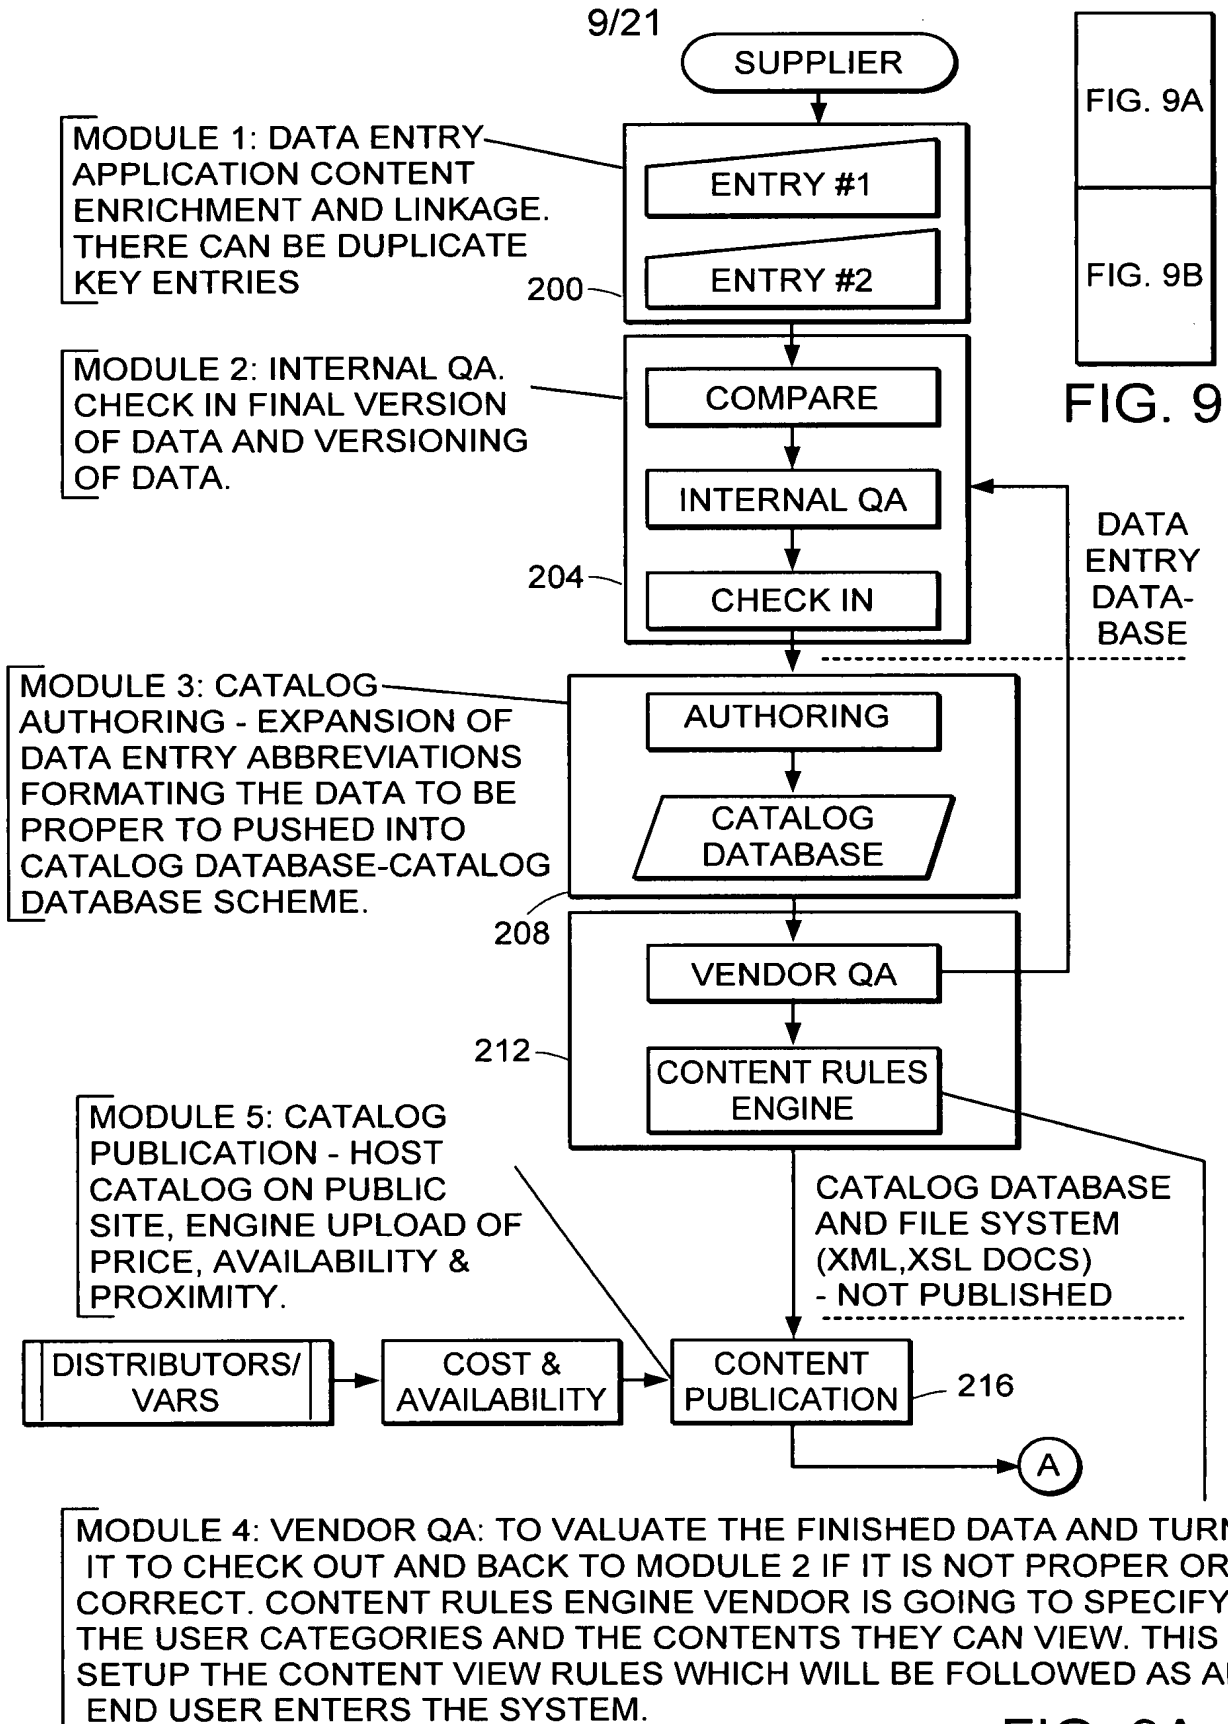 9/21
SUPPLIER
FIG. 9A
FIG. 9B
FIG. 9
MODULE 1: DATA ENTRY
APPLICATION CONTENT
ENRICHMENT AND LINKAGE.
THERE CAN BE DUPLICATE
KEY ENTRIES
ENTRY #1
ENTRY #2
200
MODULE 2: INTERNAL QA.
CHECK IN FINAL VERSION
OF DATA AND VERSIONING
OF DATA.
COMPARE
INTERNAL QA
CHECK IN
204
DATA
ENTRY
DATA-
BASE
MODULE 3: CATALOG
AUTHORING - EXPANSION OF
DATA ENTRY ABBREVIATIONS
FORMATING THE DATA TO BE
PROPER TO PUSHED INTO
CATALOG DATABASE-CATALOG
DATABASE SCHEME.
AUTHORING
CATALOG
DATABASE
208
VENDOR QA
212
CONTENT RULES
ENGINE
MODULE 5: CATALOG
PUBLICATION - HOST
CATALOG ON PUBLIC
SITE, ENGINE UPLOAD OF
PRICE, AVAILABILITY &
PROXIMITY.
CATALOG DATABASE
AND FILE SYSTEM
(XML,XSL DOCS)
- NOT PUBLISHED
DISTRIBUTORS/
VARS
COST &
AVAILABILITY
CONTENT
PUBLICATION
216
A
MODULE 4: VENDOR QA: TO VALUATE THE FINISHED DATA AND TURN
IT TO CHECK OUT AND BACK TO MODULE 2 IF IT IS NOT PROPER OR
CORRECT. CONTENT RULES ENGINE VENDOR IS GOING TO SPECIFY
THE USER CATEGORIES AND THE CONTENTS THEY CAN VIEW. THIS
SETUP THE CONTENT VIEW RULES WHICH WILL BE FOLLOWED AS
END USER ENTERS THE SYSTEM.